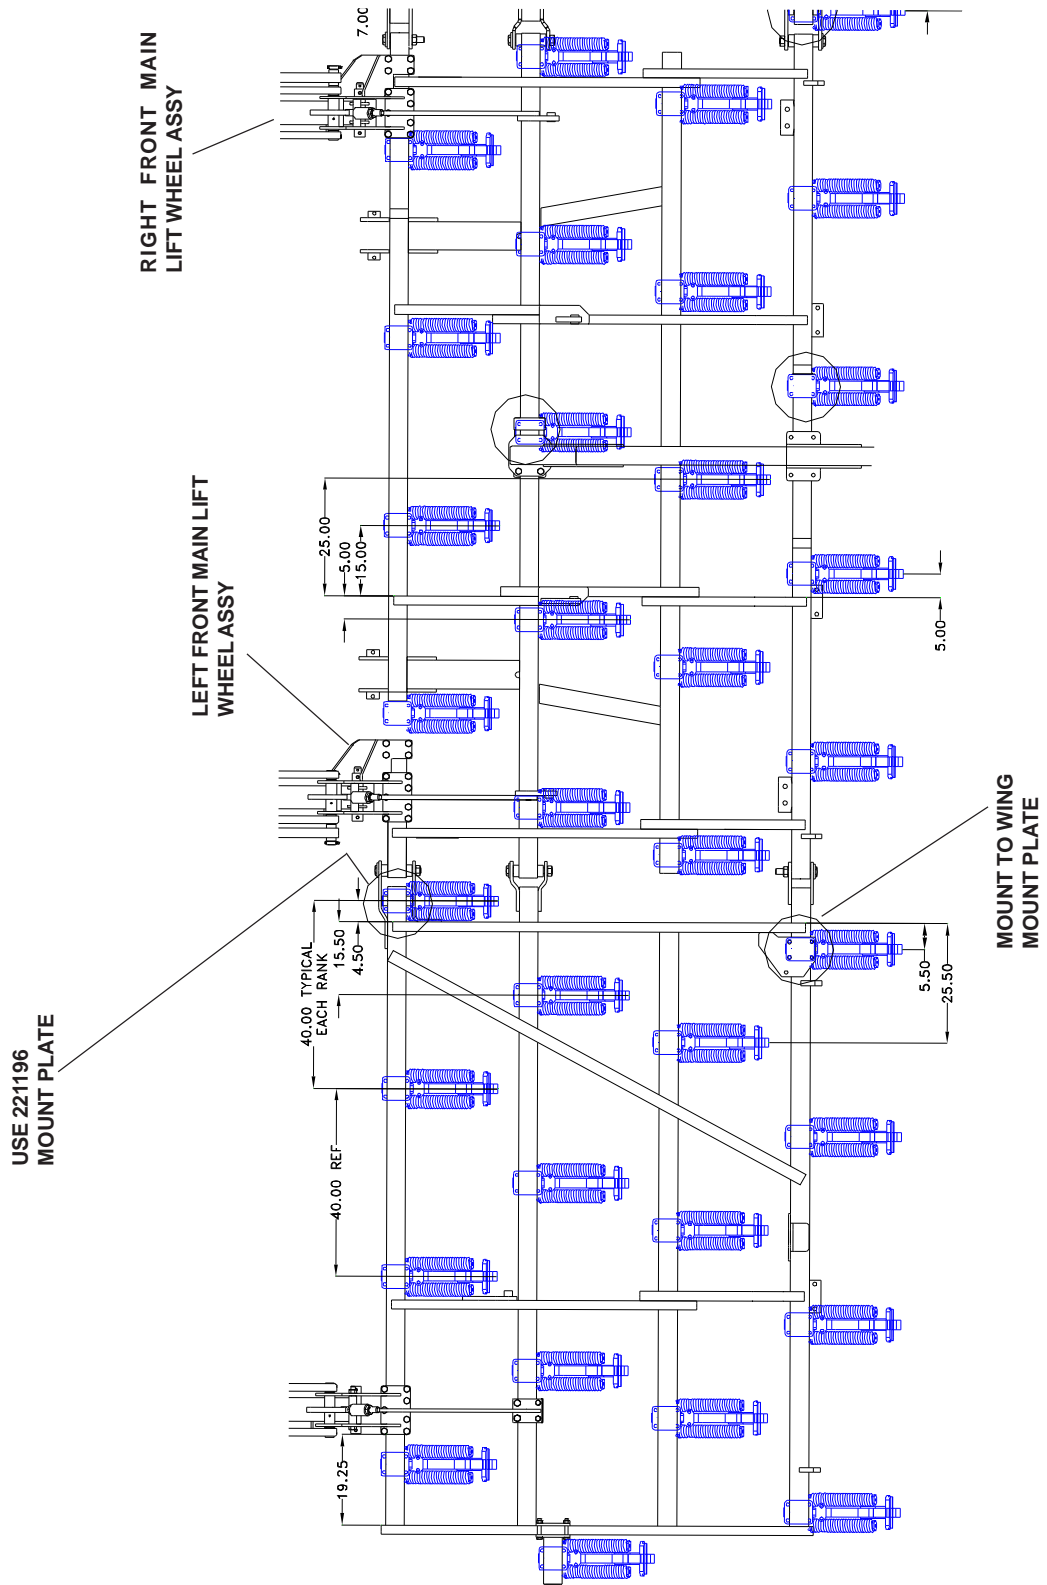 7.00
RIGHT FRONT MAIN
LIFT WHEEL ASSY
25.00
5.00
15.00
LEFT FRONT MAIN LIFT
WHEEL ASSY
5.00
MOUNT TO WING
MOUNT PLATE
USE 221196
MOUNT PLATE
40.00 TYPICAL
EACH RANK
15.50
4.50
5.50
25.50
40.00 REF
19.25